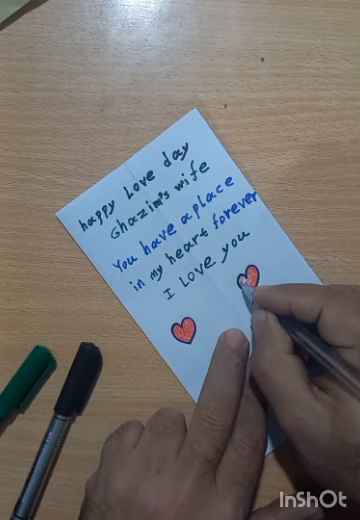 happy Love day
Ghazim's wife
You have a place
in my heart forever
I Love you
InShOt